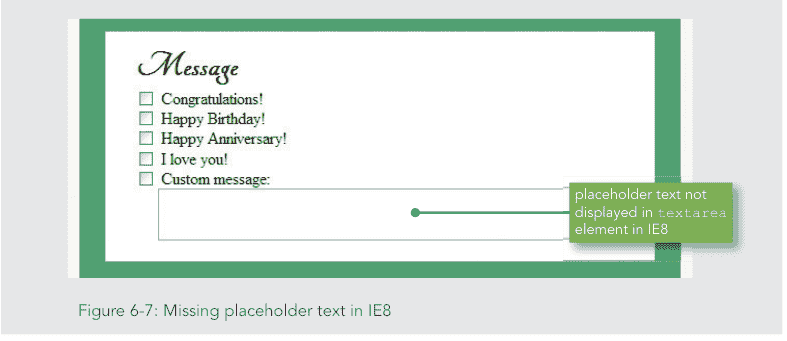 Message
Congratulations!
Happy Birthday!
Happy Anniversary!
I love you!
Custom message:
placeholder text not
displayed in textarea
element in IE8
Figure 6-7: Missing placeholder text in IE8